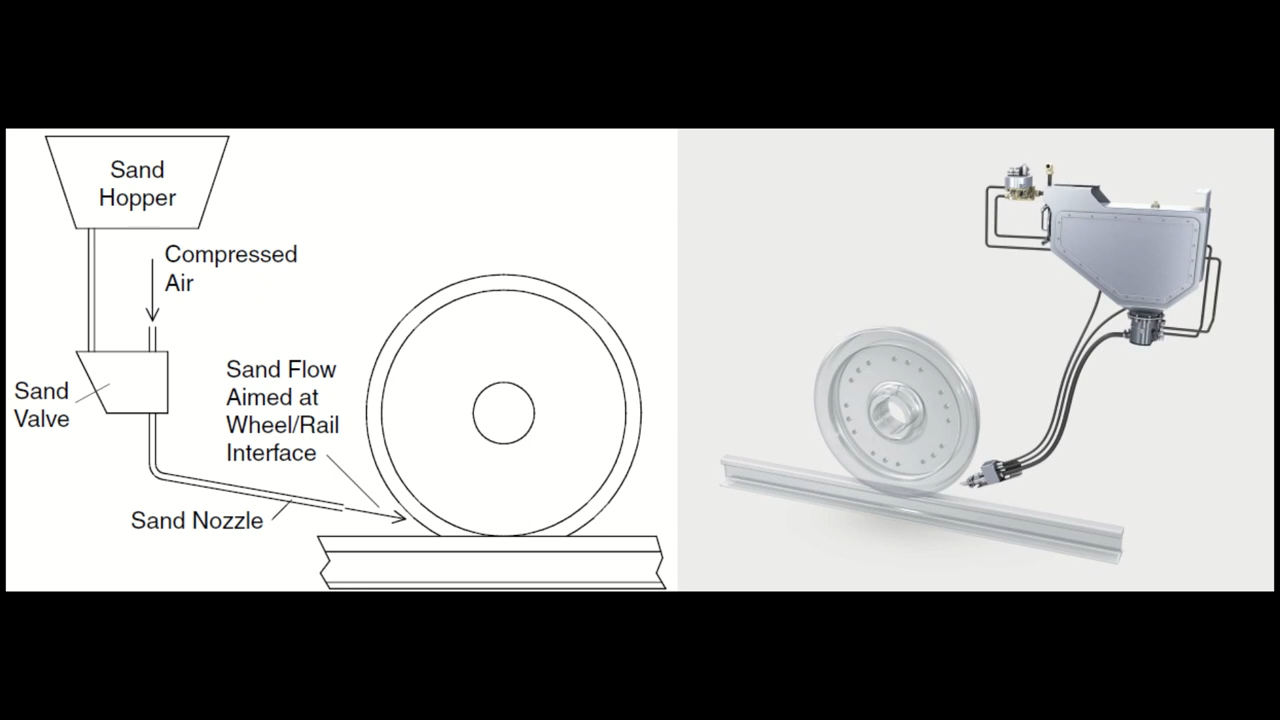 Sand
Hopper
Compressed
Air
Sand
Valve
Sand Flow
Aimed at
Wheel/Rail
Interface
Sand Nozzle